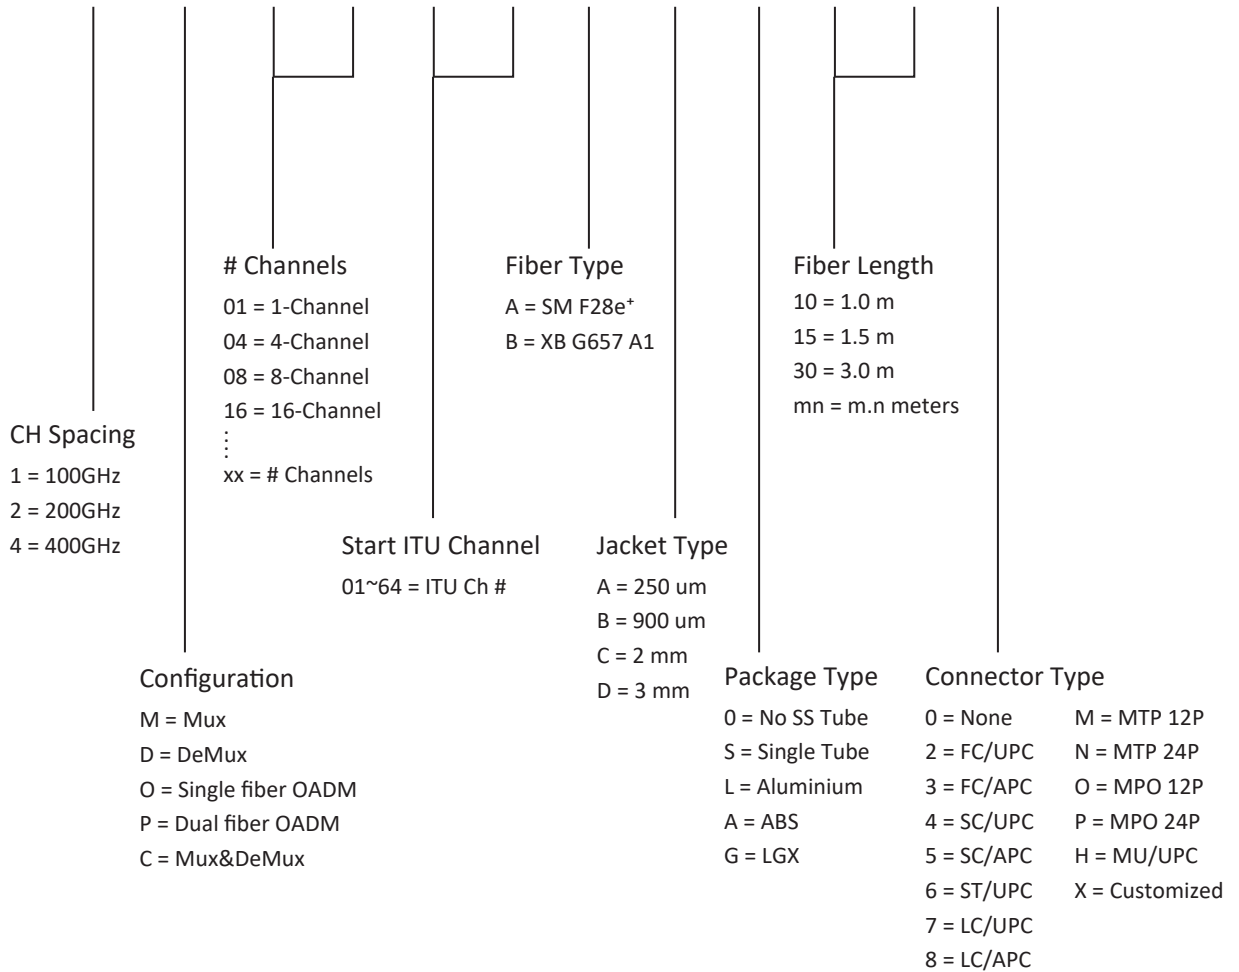 # Channels
01 = 1-Channel
04 = 4-Channel
08 = 8-Channel
16 = 16-Channel
⋮
xx = # Channels
Fiber Type
A = SM F28e⁺
B = XB G657 A1
Fiber Length
10 = 1.0 m
15 = 1.5 m
30 = 3.0 m
mn = m.n meters
CH Spacing
1 = 100GHz
2 = 200GHz
4 = 400GHz
Start ITU Channel
01~64 = ITU Ch #
Jacket Type
A = 250 um
B = 900 um
C = 2 mm
D = 3 mm
Configuration
M = Mux
D = DeMux
O = Single fiber OADM
P = Dual fiber OADM
C = Mux&DeMux
Package Type
0 = No SS Tube
S = Single Tube
L = Aluminium
A = ABS
G = LGX
Connector Type
0 = None
2 = FC/UPC
3 = FC/APC
4 = SC/UPC
5 = SC/APC
6 = ST/UPC
7 = LC/UPC
8 = LC/APC
M = MTP 12P
N = MTP 24P
O = MPO 12P
P = MPO 24P
H = MU/UPC
X = Customized